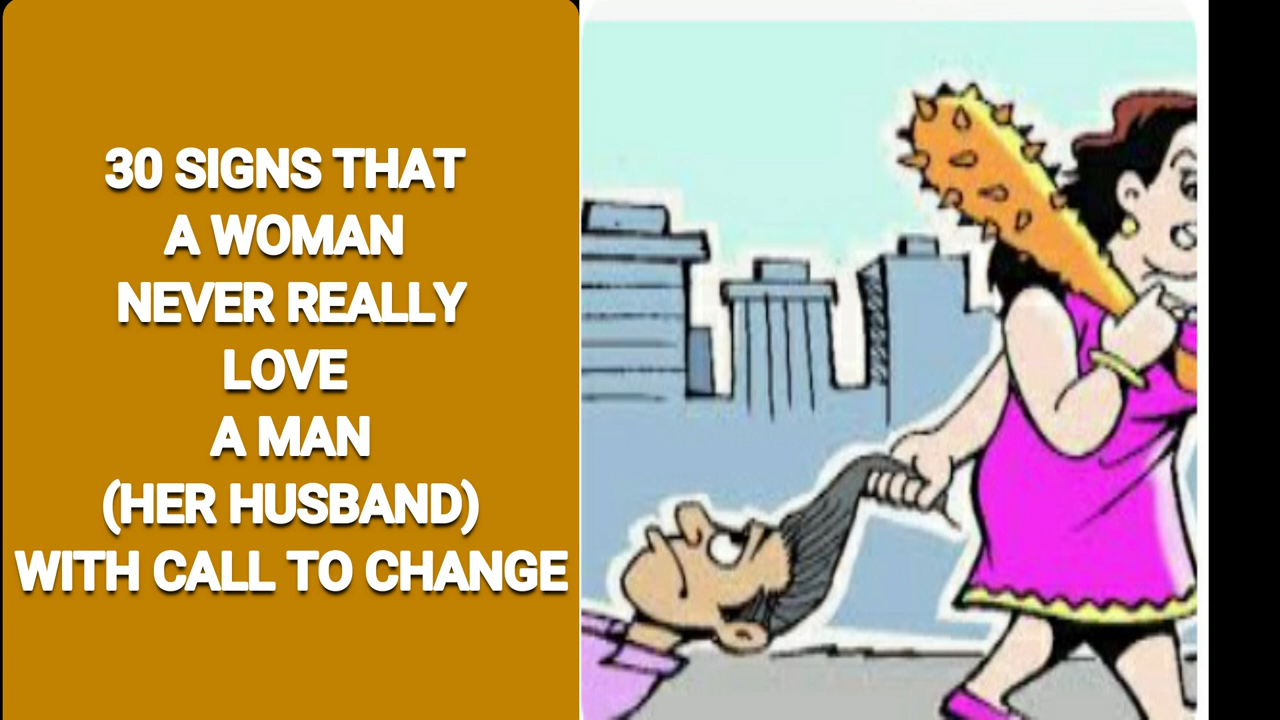 30 SIGNS THAT
A WOMAN
NEVER REALLY
LOVE
A MAN
(HER HUSBAND)
WITH CALL TO CHANGE